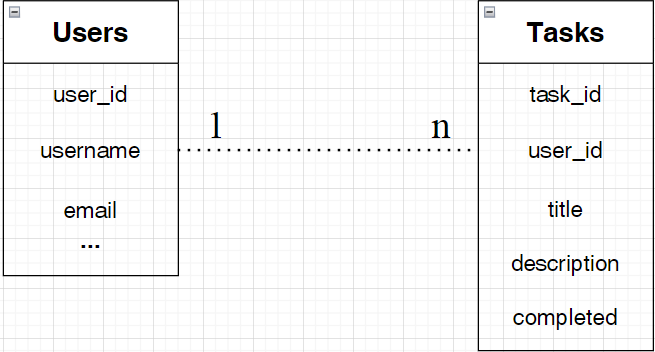 Users
user_id
username
email
...
1
n
Tasks
task_id
user_id
title
description
completed